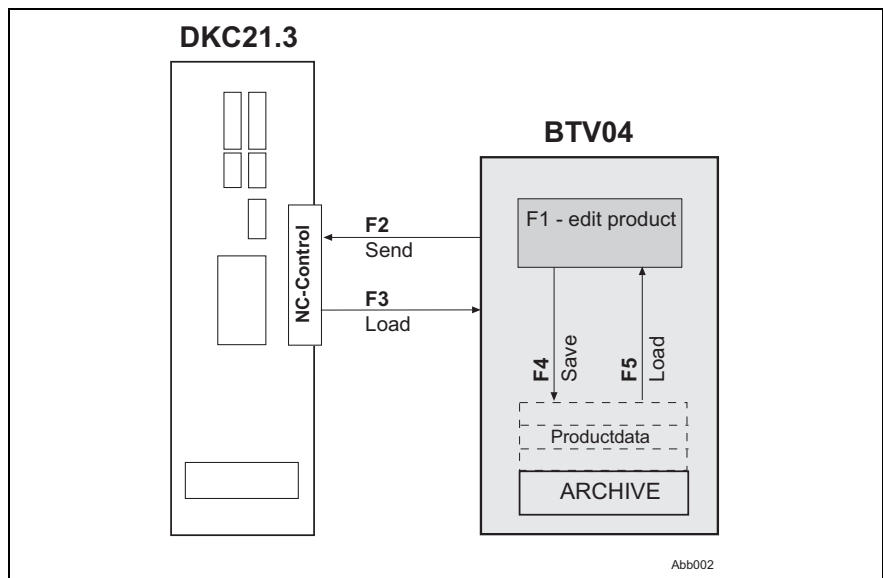 DKC21.3
BTV04
F1 - edit product
F2
Send
NC-Control
F3
Load
F4
Save
F5
Load
Productdata
ARCHIVE
Abb002